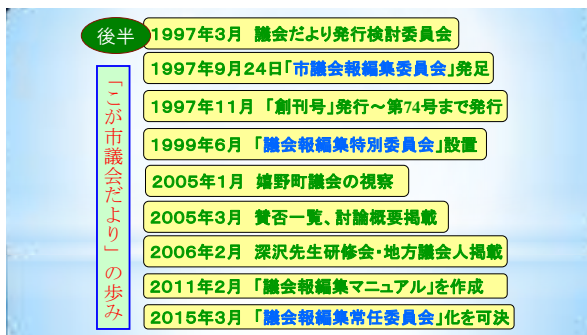 後半
「こが市議会だより」の歩み
1997年3月 議会だより発行検討委員会
1997年9月24日「市議会報編集委員会」発足
1997年11月 「創刊号」発行～第74号まで発行
1999年6月 「議会報編集特別委員会」設置
2005年1月 嬉野町議会の視察
2005年3月 賛否一覧、討論概要掲載
2006年2月 深沢先生研修会・地方議会人掲載
2011年2月 「議会報編集マニュアル」を作成
2015年3月 「議会報編集常任委員会」化を可決